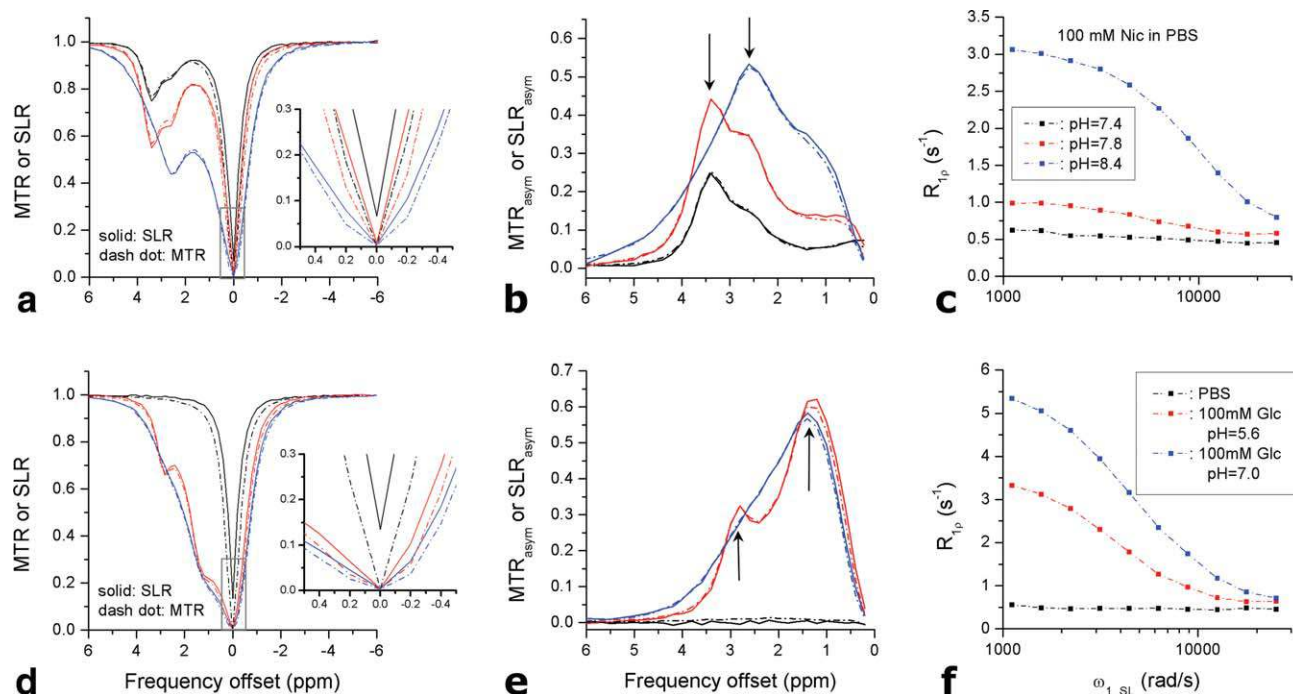 1.0
0.8
0.6
0.4
0.2
0.0
MTR or SLR
solid: SLR
dash dot: MTR
0.3
0.2
0.1
0.0
0.4 0.2 0.0 -0.2 -0.4
6 4 2 0 -2 -4 -6
a
0.6
0.5
0.4
0.3
0.2
0.1
0.0
MTRasym or SLRasym
6 5 4 3 2 1 0
b
100 mM Nic in PBS
3.5
3.0
2.5
2.0
1.5
1.0
0.5
0.0
R1ρ (s-1)
: pH=7.4
: pH=7.8
: pH=8.4
1000 10000
c
1.0
0.8
0.6
0.4
0.2
0.0
MTR or SLR
solid: SLR
dash dot: MTR
0.3
0.2
0.1
0.0
0.4 0.2 0.0 -0.2 -0.4
6 4 2 0 -2 -4 -6
Frequency offset (ppm)
d
0.7
0.6
0.5
0.4
0.3
0.2
0.1
0.0
MTRasym or SLRasym
6 5 4 3 2 1 0
Frequency offset (ppm)
e
6
5
4
3
2
1
0
R1ρ (s-1)
: PBS
: 100mM Glc
pH=5.6
: 100mM Glc
pH=7.0
1000 10000
ω1_SL (rad/s)
f